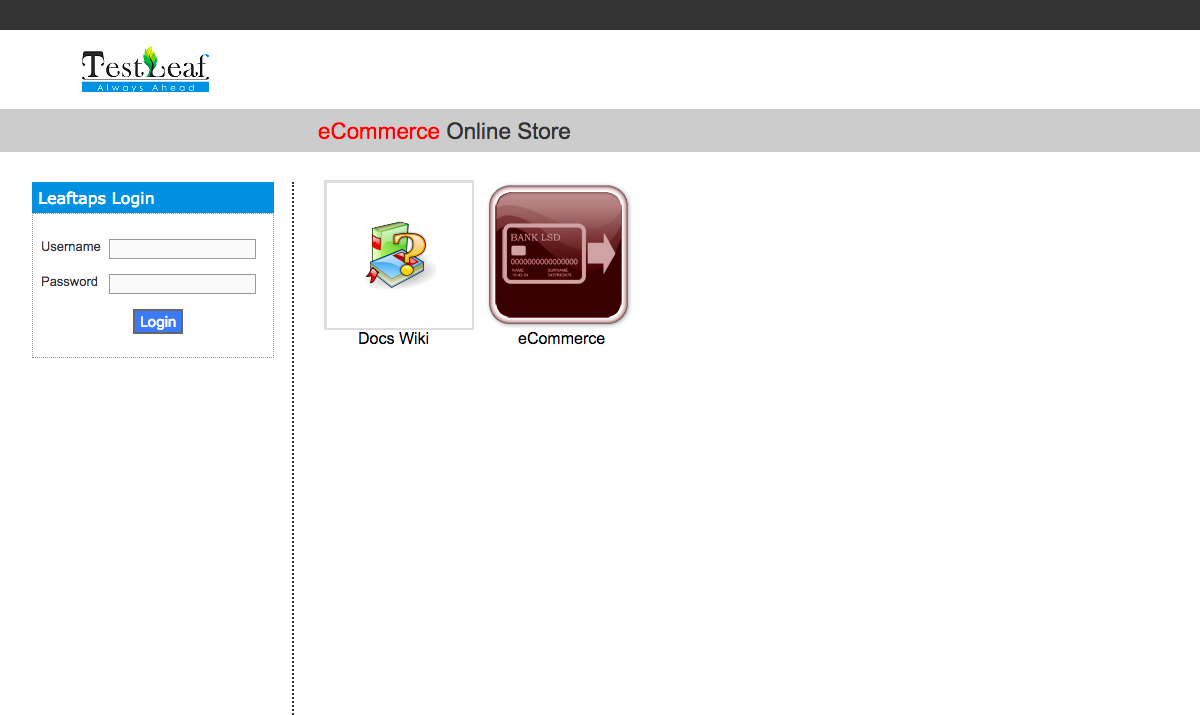 TestLeaf
Always Ahead
eCommerce Online Store
Leaftaps Login
Username
Password
Login
BANK LSD
0000000000000000
NAME SURNAME
Docs Wiki
eCommerce